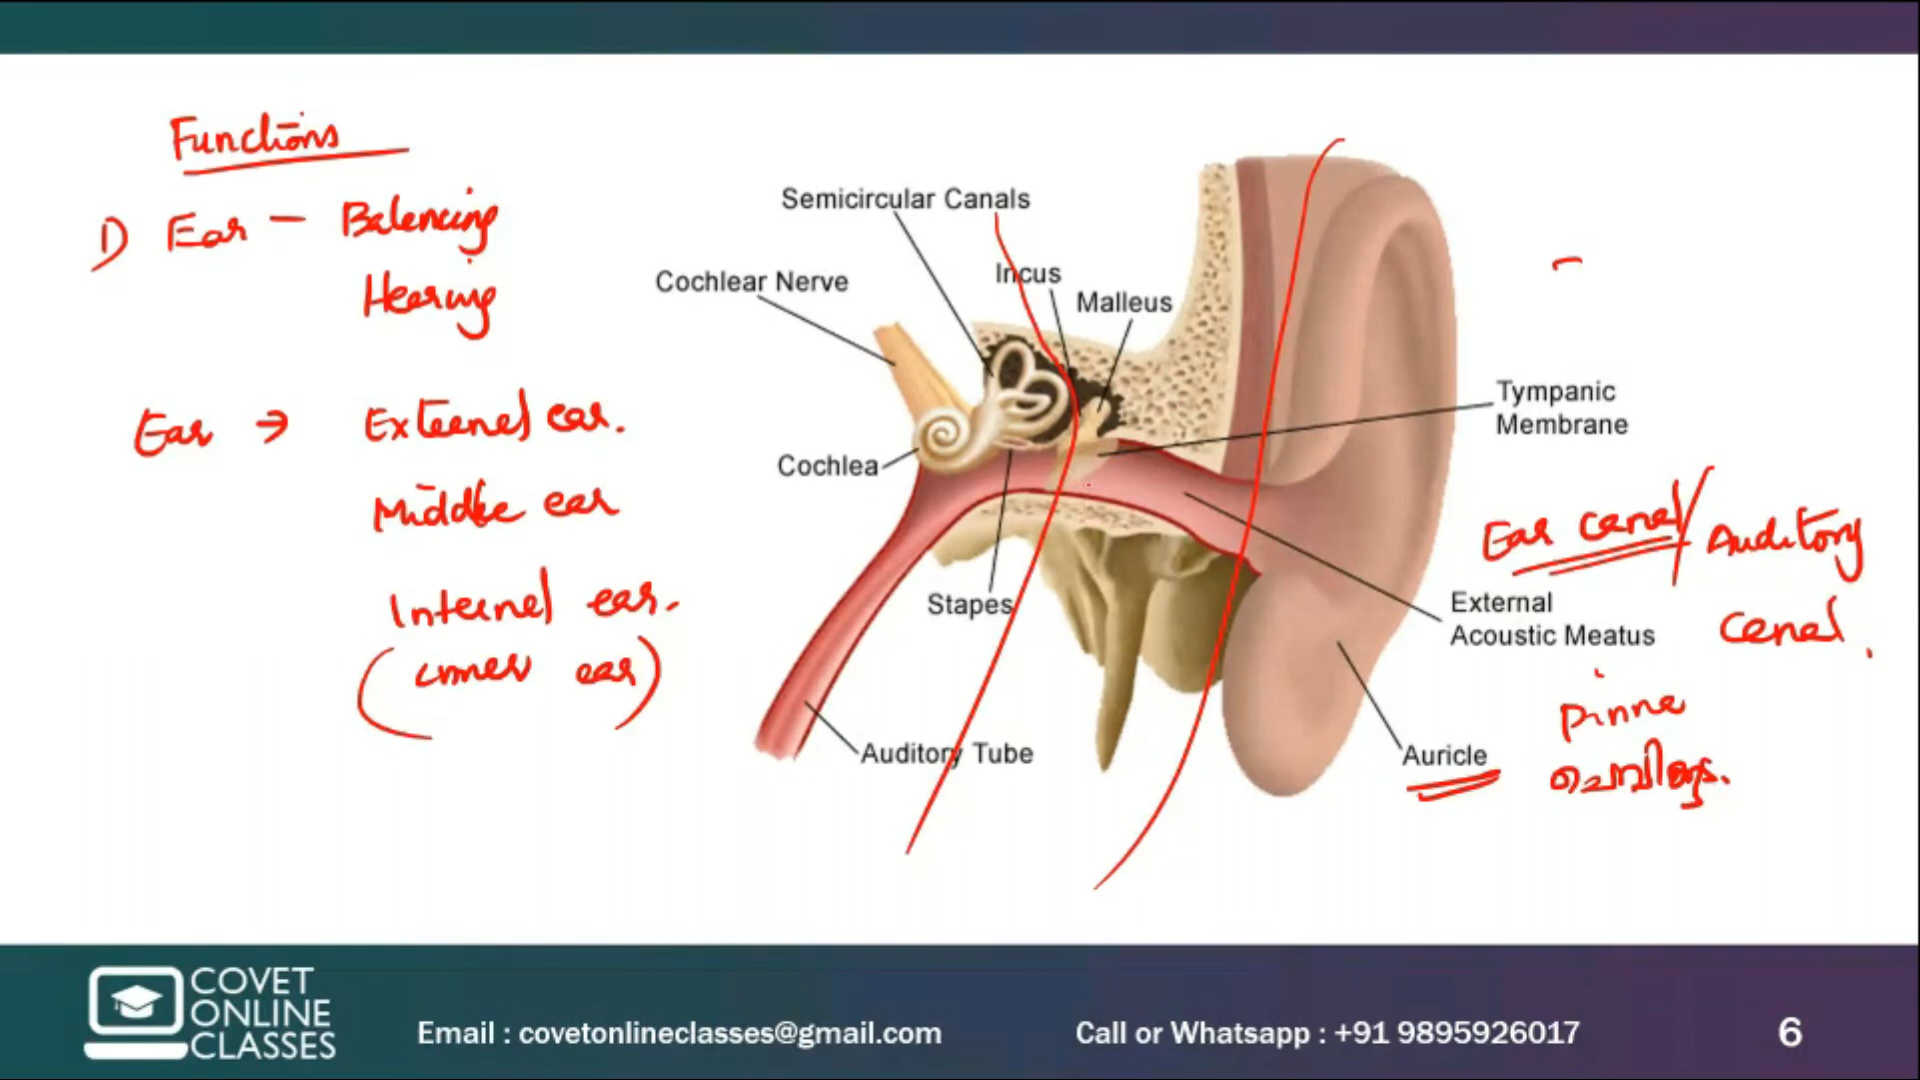 Functions
1) Ear - Balancing
Hearing
Ear → External ear.
Middle ear
Internal ear.
(inner ear)
Semicircular Canals
Cochlear Nerve
Incus
Malleus
Tympanic
Membrane
Cochlea
Ear canal/ Auditory
canal.
Stapes
External
Acoustic Meatus
Pinna
Auditory Tube
Auricle
COVET
ONLINE
CLASSES
Email : covetonlineclasses@gmail.com
Call or Whatsapp : +91 9895926017
6